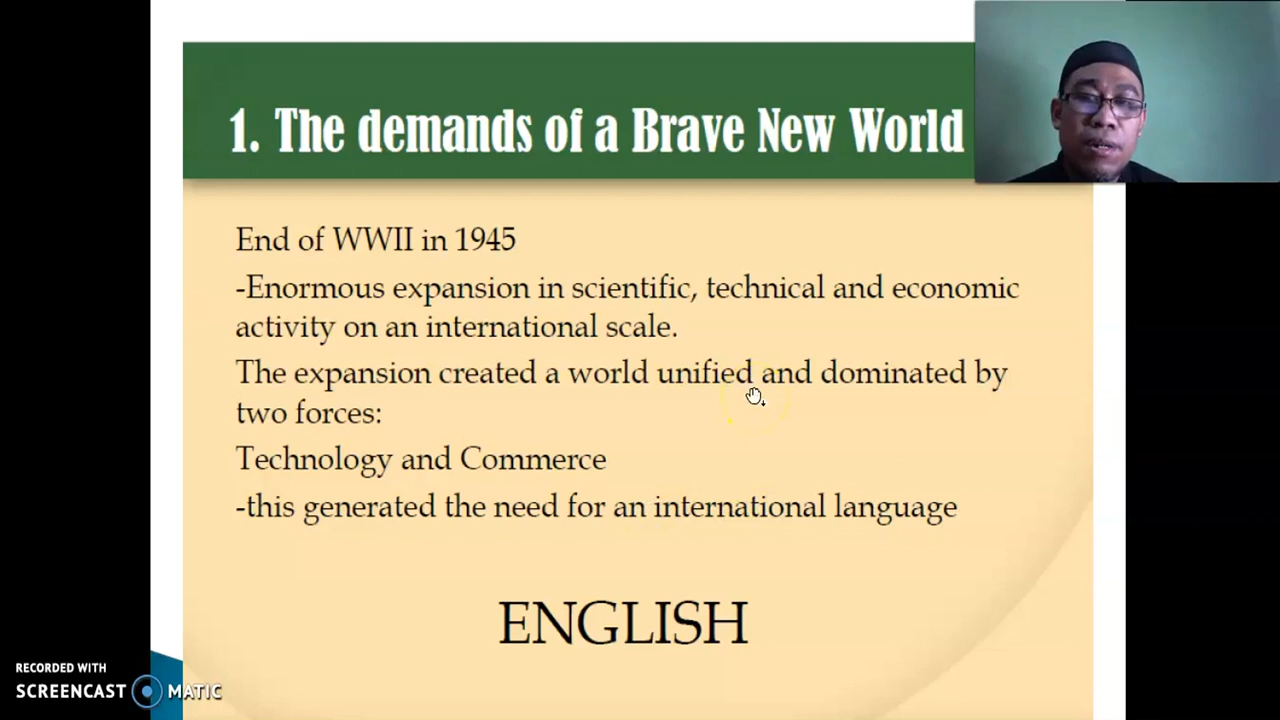 1. The demands of a Brave New World
End of WWII in 1945
-Enormous expansion in scientific, technical and economic
activity on an international scale.
The expansion created a world unified and dominated by
two forces:
Technology and Commerce
-this generated the need for an international language
ENGLISH
RECORDED WITH
SCREENCAST MATIC